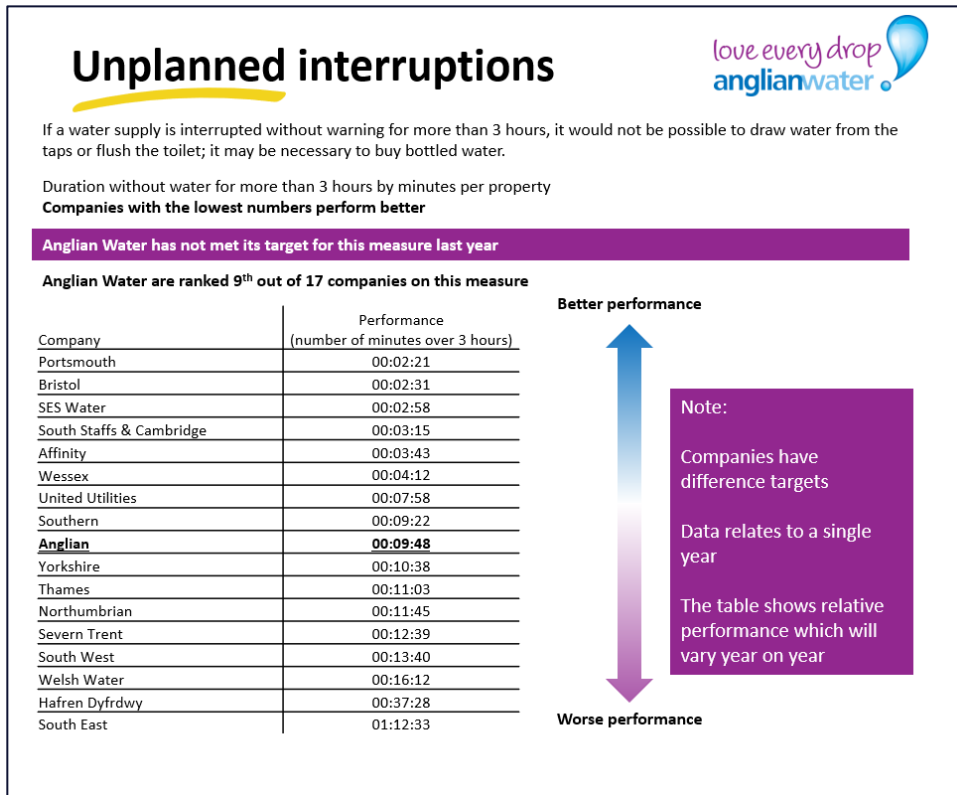 Unplanned interruptions
love every drop
anglianwater
If a water supply is interrupted without warning for more than 3 hours, it would not be possible to draw water from the
taps or flush the toilet; it may be necessary to buy bottled water.
Duration without water for more than 3 hours by minutes per property
Companies with the lowest numbers perform better
Anglian Water has not met its target for this measure last year
Anglian Water are ranked 9th out of 17 companies on this measure
Company Performance (number of minutes over 3 hours)
Portsmouth 00:02:21
Bristol 00:02:31
SES Water 00:02:58
South Staffs & Cambridge 00:03:15
Affinity 00:03:43
Wessex 00:04:12
United Utilities 00:07:58
Southern 00:09:22
Anglian 00:09:48
Yorkshire 00:10:38
Thames 00:11:03
Northumbrian 00:11:45
Severn Trent 00:12:39
South West 00:13:40
Welsh Water 00:16:12
Hafren Dyfrdwy 00:37:28
South East 01:12:33
Better performance
Worse performance
Note:
Companies have
difference targets
Data relates to a single
year
The table shows relative
performance which will
vary year on year